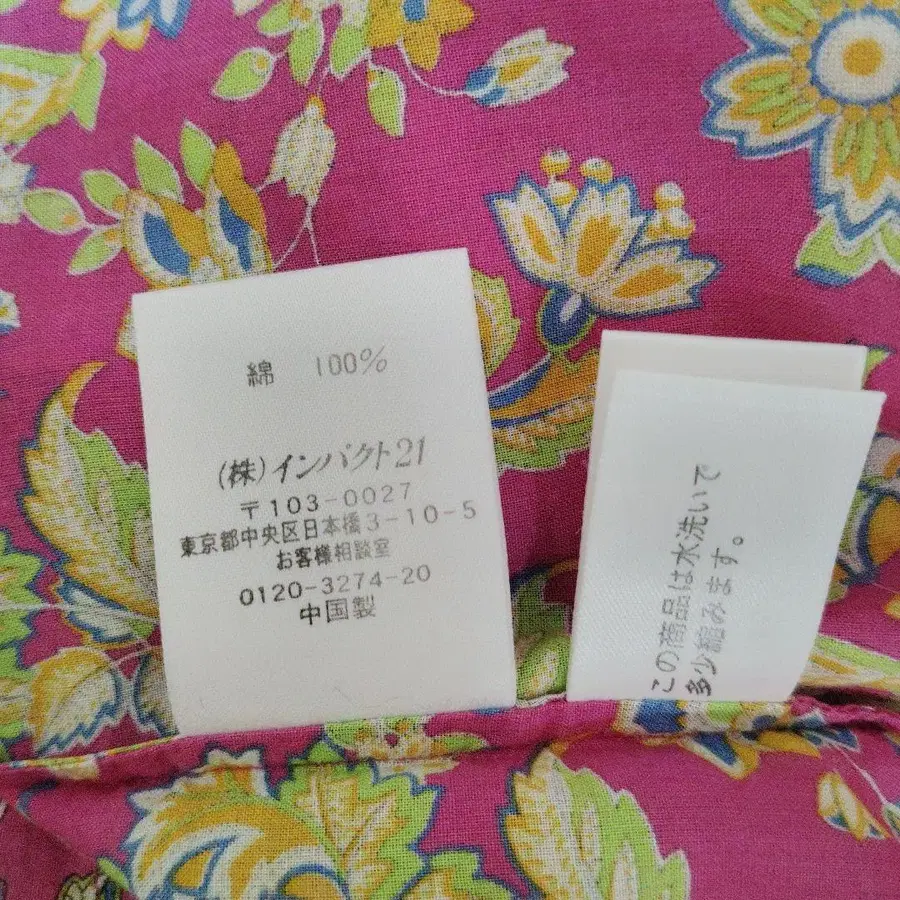 綿 100%
(株)インパクト21
〒103-0027
東京都中央区日本橋3-10-5
お客様相談室
0120-3274-20
中国製
この商品は水洗いで
多少縮みます。